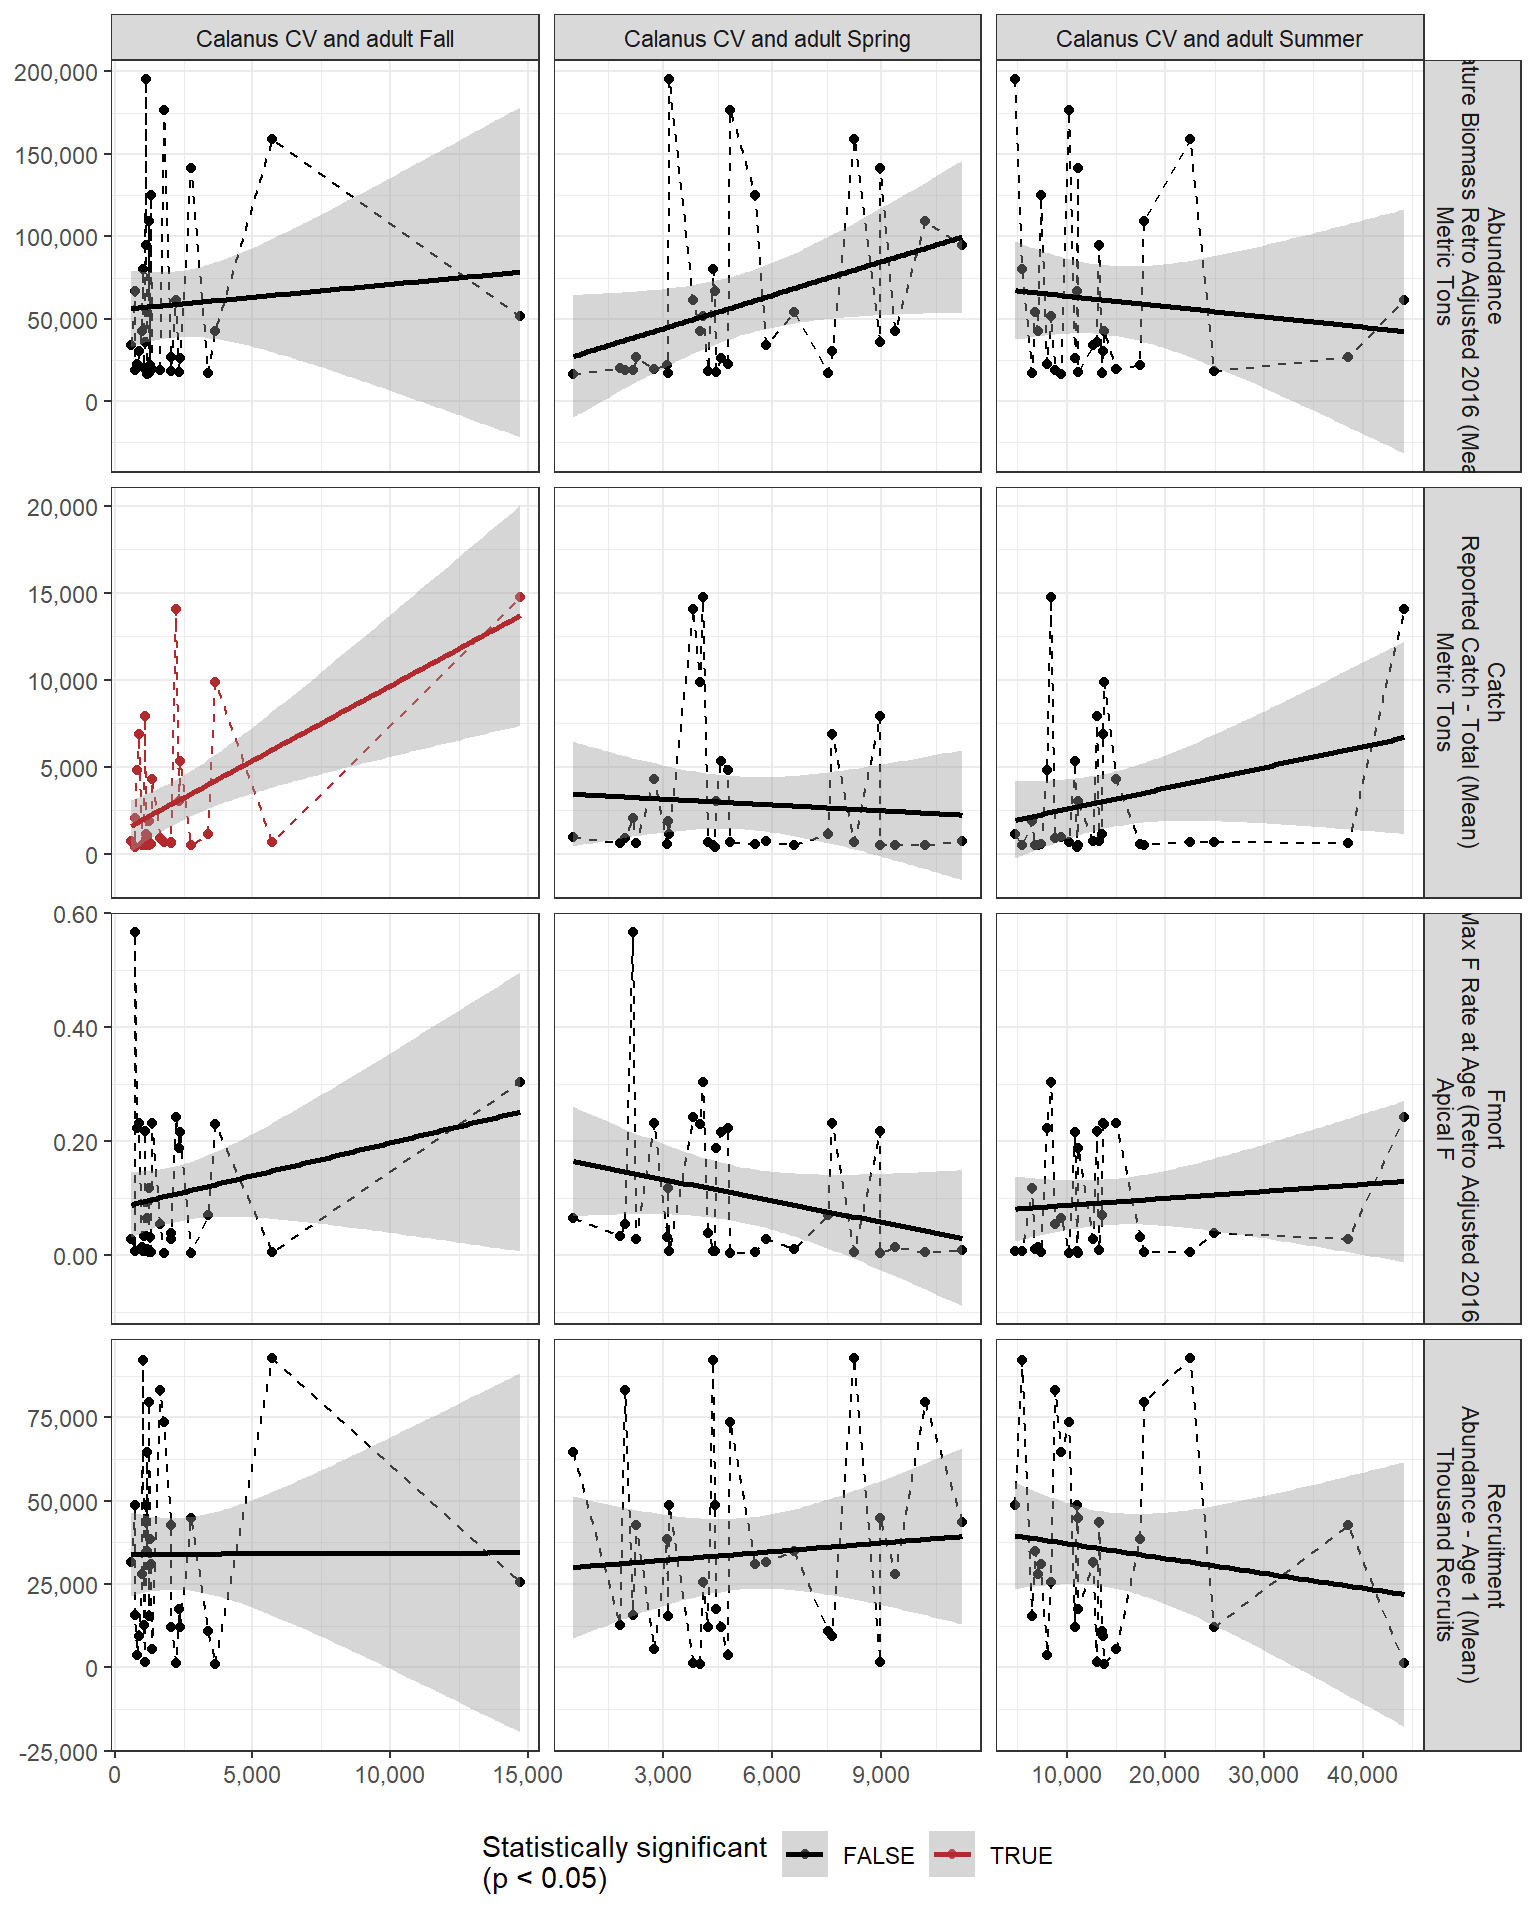 Calanus CV and adult Fall
Calanus CV and adult Spring
Calanus CV and adult Summer
200,000
150,000
100,000
50,000
0
Abundance
Biomass Retro Adjusted 2016
Metric Tons
20,000
15,000
10,000
5,000
0
Catch
Reported Catch - Total (Mean)
Metric Tons
0.60
0.40
0.20
0.00
Fmort
Max F Rate at Age (Retro Adjusted 2016
Apical F
75,000
50,000
25,000
0
-25,000
Recruitment
Abundance - Age 1 (Mean)
Thousand Recruits
0
5,000
10,000
15,000
3,000
6,000
9,000
10,000
20,000
30,000
40,000
Statistically significant
(p < 0.05)
FALSE
TRUE